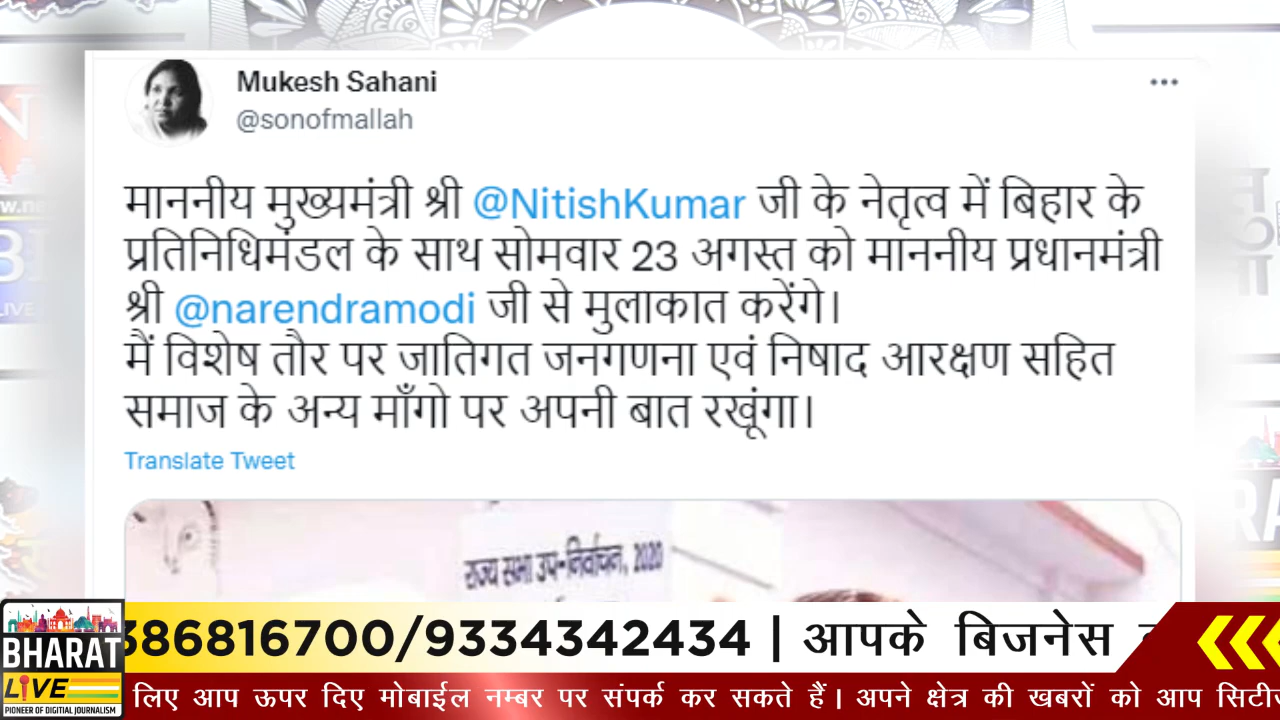 Mukesh Sahani
@sonofmallah
माननीय मुख्यमंत्री श्री @NitishKumar जी के नेतृत्व में बिहार के
प्रतिनिधिमंडल के साथ सोमवार 23 अगस्त को माननीय प्रधानमंत्री
श्री @narendramodi जी से मुलाकात करेंगे।
मैं विशेष तौर पर जातिगत जनगणना एवं निषाद आरक्षण सहित
समाज के अन्य माँगो पर अपनी बात रखूंगा।
Translate Tweet
राज्य सभा उप-निर्वाचन, 2020
386816700/9334342434 | आपके बिजनेस
BHARAT
LIVE
PIONEER OF DIGITAL JOURNALISM
लिए आप ऊपर दिए मोबाईल नम्बर पर संपर्क कर सकते हैं। अपने क्षेत्र की खबरों को आप